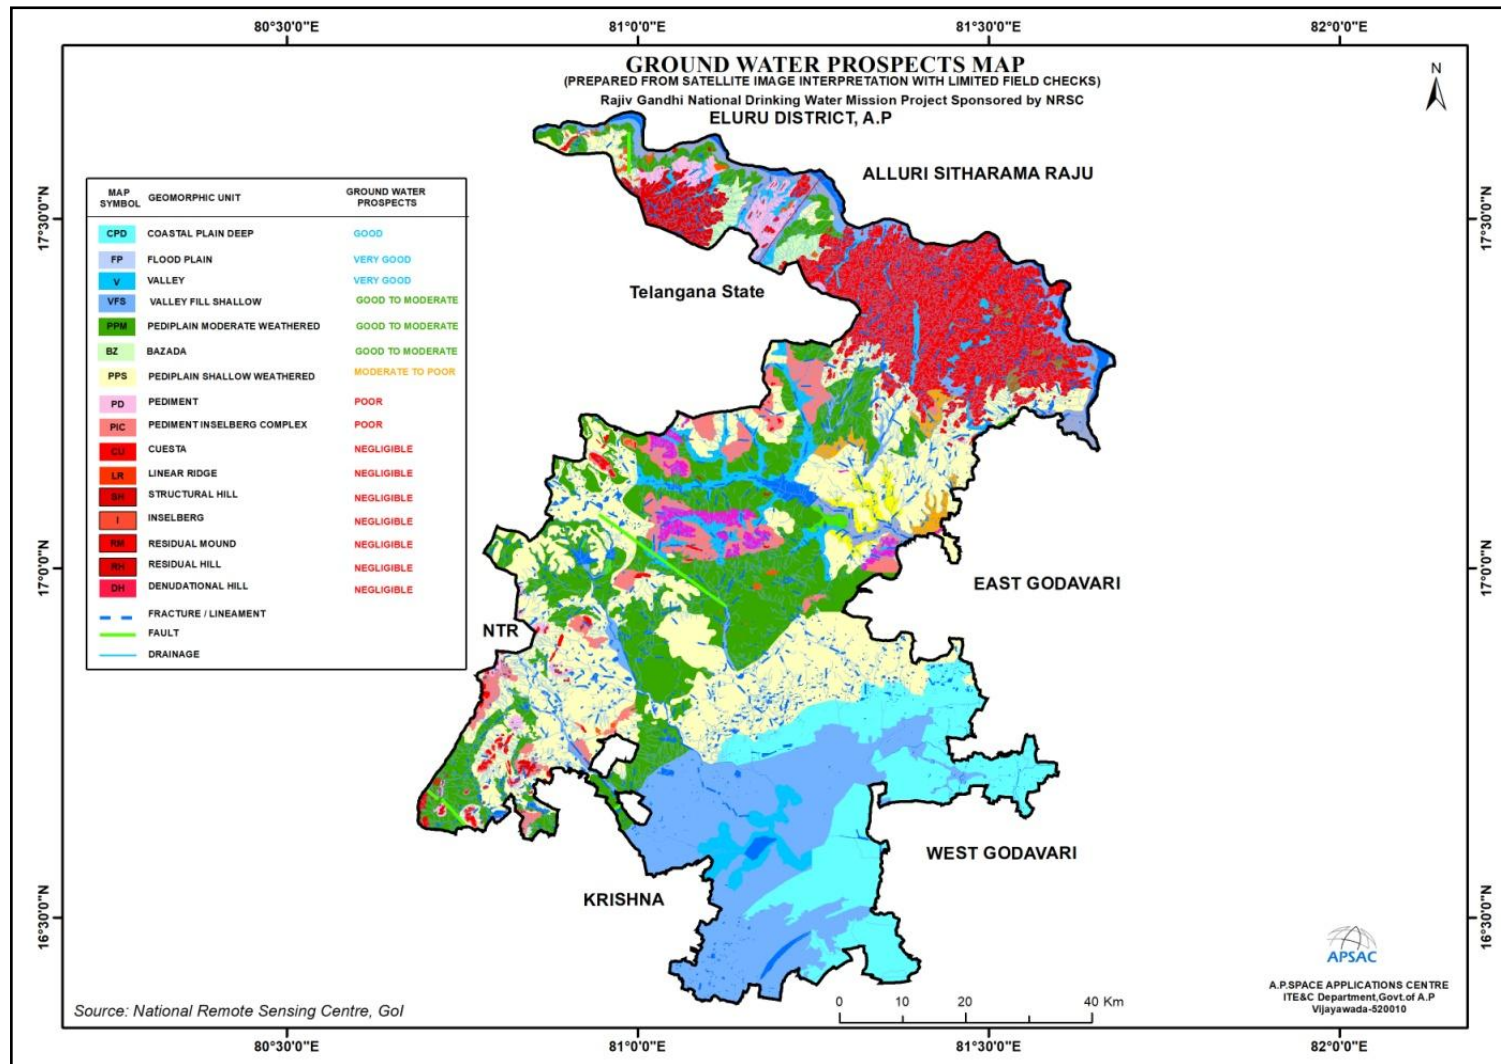 80°30'0"E 81°0'0"E 81°30'0"E 82°0'0"E
GROUND WATER PROSPECTS MAP
(PREPARED FROM SATELLITE IMAGE INTERPRETATION WITH LIMITED FIELD CHECKS)
Rajiv Gandhi National Drinking Water Mission Project Sponsored by NRSC
ELURU DISTRICT, A.P
N
ALLURI SITHARAMA RAJU
17°30'0"N
17°30'0"N
Telangana State
MAP SYMBOL GEOMORPHIC UNIT GROUND WATER PROSPECTS
CPD COASTAL PLAIN DEEP GOOD
FP FLOOD PLAIN VERY GOOD
V VALLEY VERY GOOD
VFS VALLEY FILL SHALLOW GOOD TO MODERATE
PPM PEDIPLAIN MODERATE WEATHERED GOOD TO MODERATE
BZ BAZADA GOOD TO MODERATE
PPS PEDIPLAIN SHALLOW WEATHERED MODERATE TO POOR
PD PEDIMENT POOR
PIC PEDIMENT INSELBERG COMPLEX POOR
CU CUESTA NEGLIGIBLE
LR LINEAR RIDGE NEGLIGIBLE
SH STRUCTURAL HILL NEGLIGIBLE
I INSELBERG NEGLIGIBLE
RM RESIDUAL MOUND NEGLIGIBLE
RH RESIDUAL HILL NEGLIGIBLE
DH DENUDATIONAL HILL NEGLIGIBLE
FRACTURE / LINEAMENT
FAULT
DRAINAGE
17°0'0"N
17°0'0"N
EAST GODAVARI
NTR
WEST GODAVARI
KRISHNA
16°30'0"N
16°30'0"N
APSAC
A.P.SPACE APPLICATIONS CENTRE
ITE&C Department,Govt.of A.P
Vijayawada-520010
0 10 20 40 Km
Source: National Remote Sensing Centre, GoI
80°30'0"E 81°0'0"E 81°30'0"E 82°0'0"E